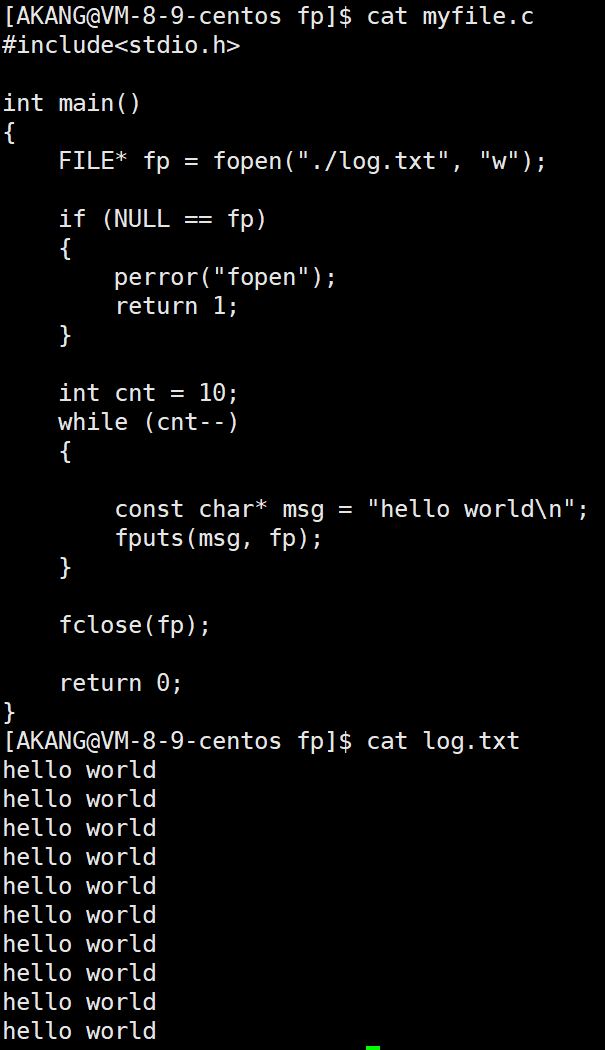 [AKANG@VM-8-9-centos fp]$ cat myfile.c
#include<stdio.h>

int main()
{
    FILE* fp = fopen("./log.txt", "w");

    if (NULL == fp)
    {
        perror("fopen");
        return 1;
    }

    int cnt = 10;
    while (cnt--)
    {

        const char* msg = "hello world\n";
        fputs(msg, fp);
    }

    fclose(fp);

    return 0;
}
[AKANG@VM-8-9-centos fp]$ cat log.txt
hello world
hello world
hello world
hello world
hello world
hello world
hello world
hello world
hello world
hello world